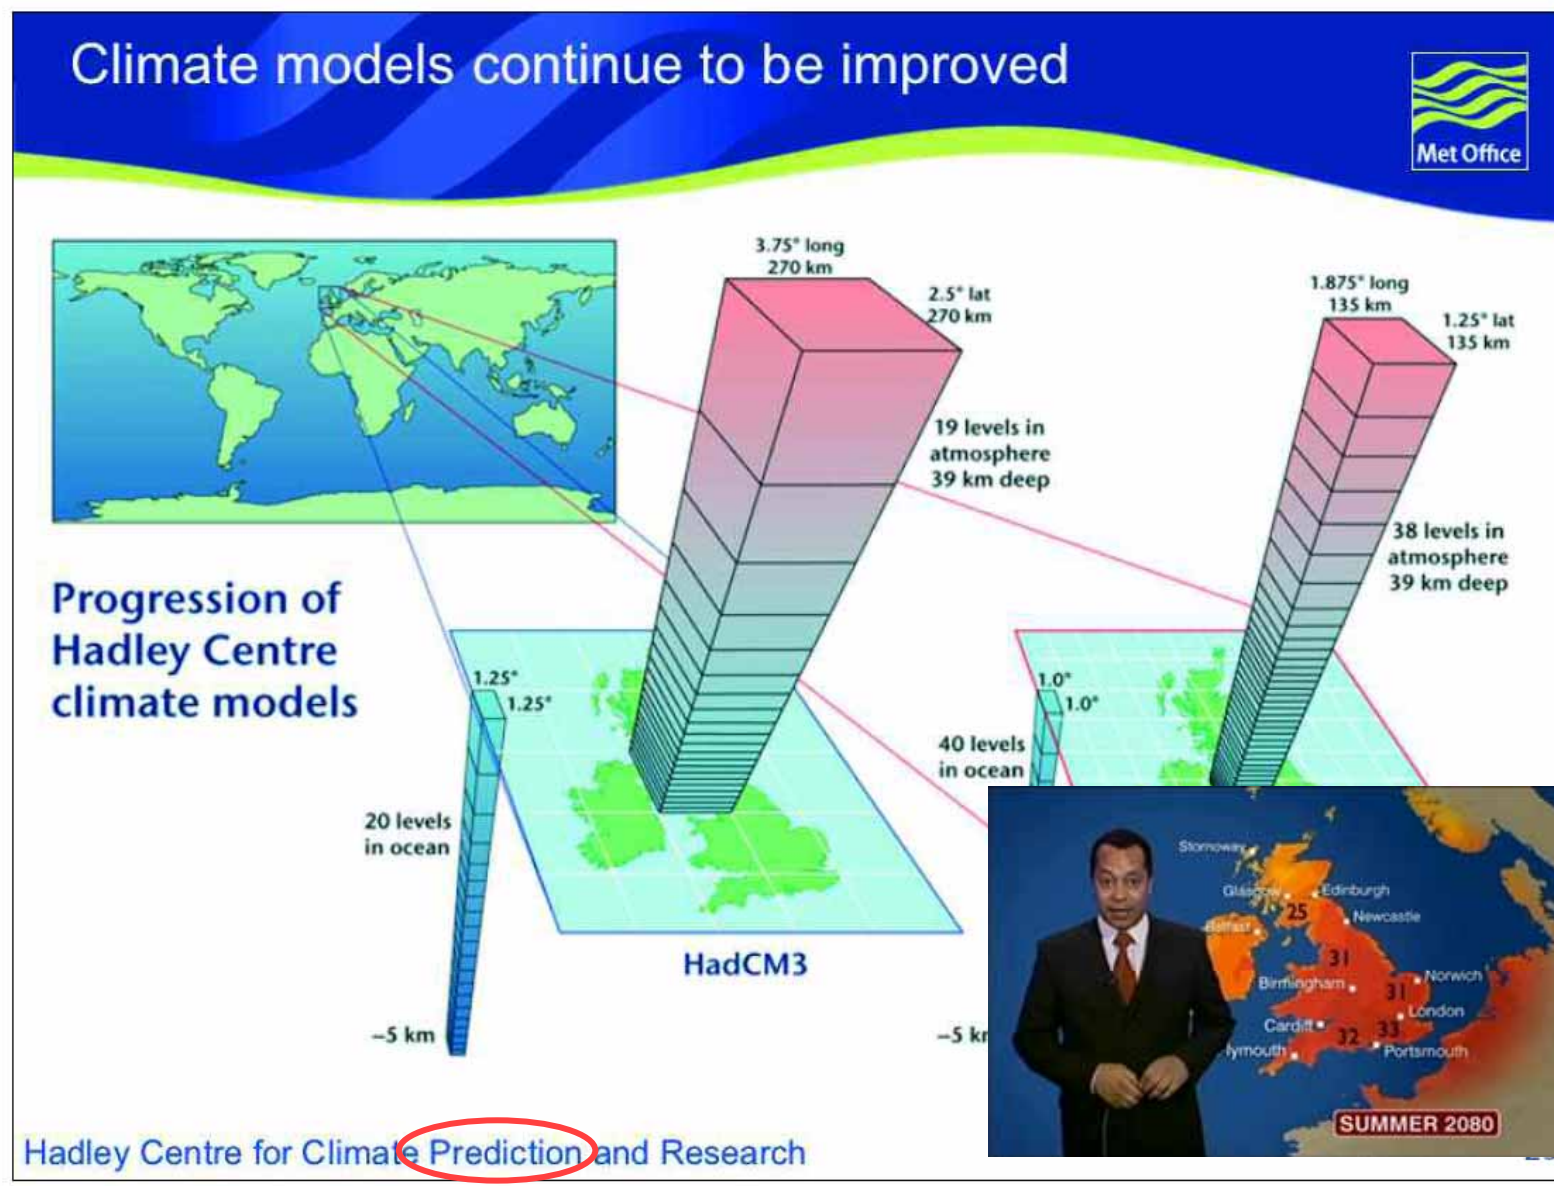 Climate models continue to be improved
Met Office
3.75° long
270 km
2.5° lat
270 km
1.875° long
135 km
1.25° lat
135 km
19 levels in
atmosphere
39 km deep
38 levels in
atmosphere
39 km deep
Progression of
Hadley Centre
climate models
1.25°
1.25°
1.0°
1.0°
40 levels
in ocean
20 levels
in ocean
HadCM3
–5 km
–5 k
Stornoway
Glasgow
Edinburgh
25
Newcastle
Belfast
31
Birmingham
Norwich
31
London
Cardiff
33
32
lymouth
Portsmouth
SUMMER 2080
Hadley Centre for Climate Prediction and Research